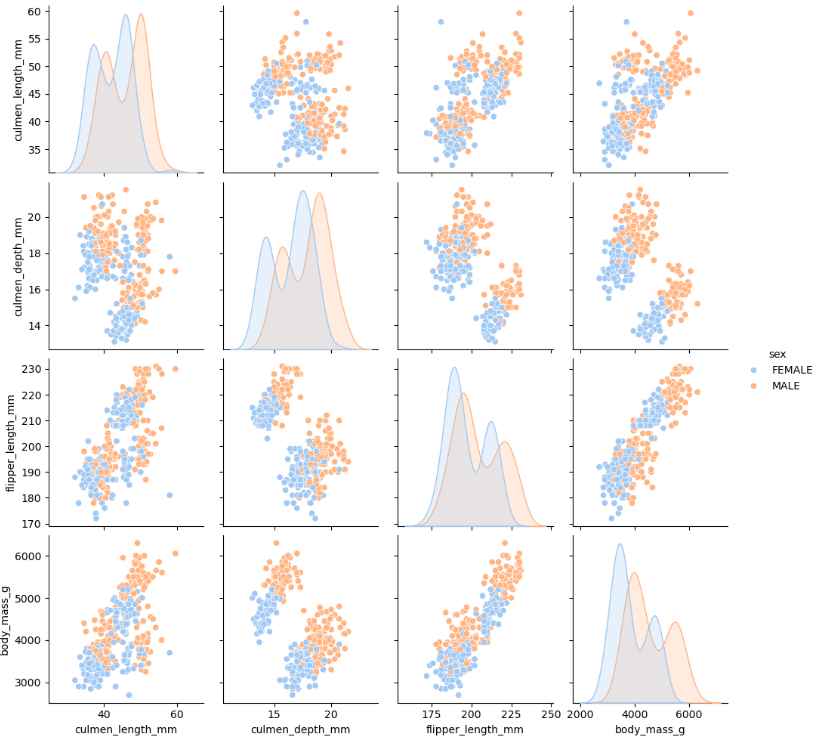 60
55
50
45
40
35
culmen_length_mm
20
18
16
14
culmen_depth_mm
sex
FEMALE
MALE
230
220
210
200
190
180
170
flipper_length_mm
6000
5000
4000
3000
body_mass_g
40 60
15 20
175 200 225 250
2000 4000 6000
culmen_length_mm
culmen_depth_mm
flipper_length_mm
body_mass_g